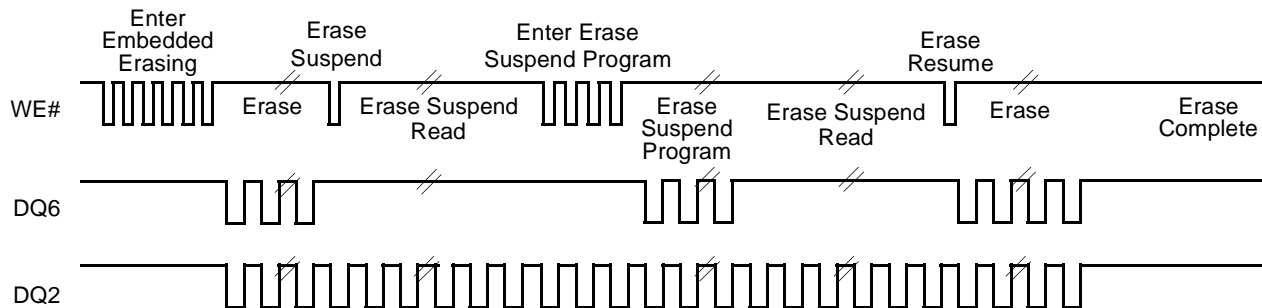 Enter
Embedded
Erasing
Erase
Suspend
Enter Erase
Suspend Program
Erase
Resume
WE#
Erase
Erase Suspend
Read
Erase
Suspend
Program
Erase Suspend
Read
Erase
Erase
Complete
DQ6
DQ2